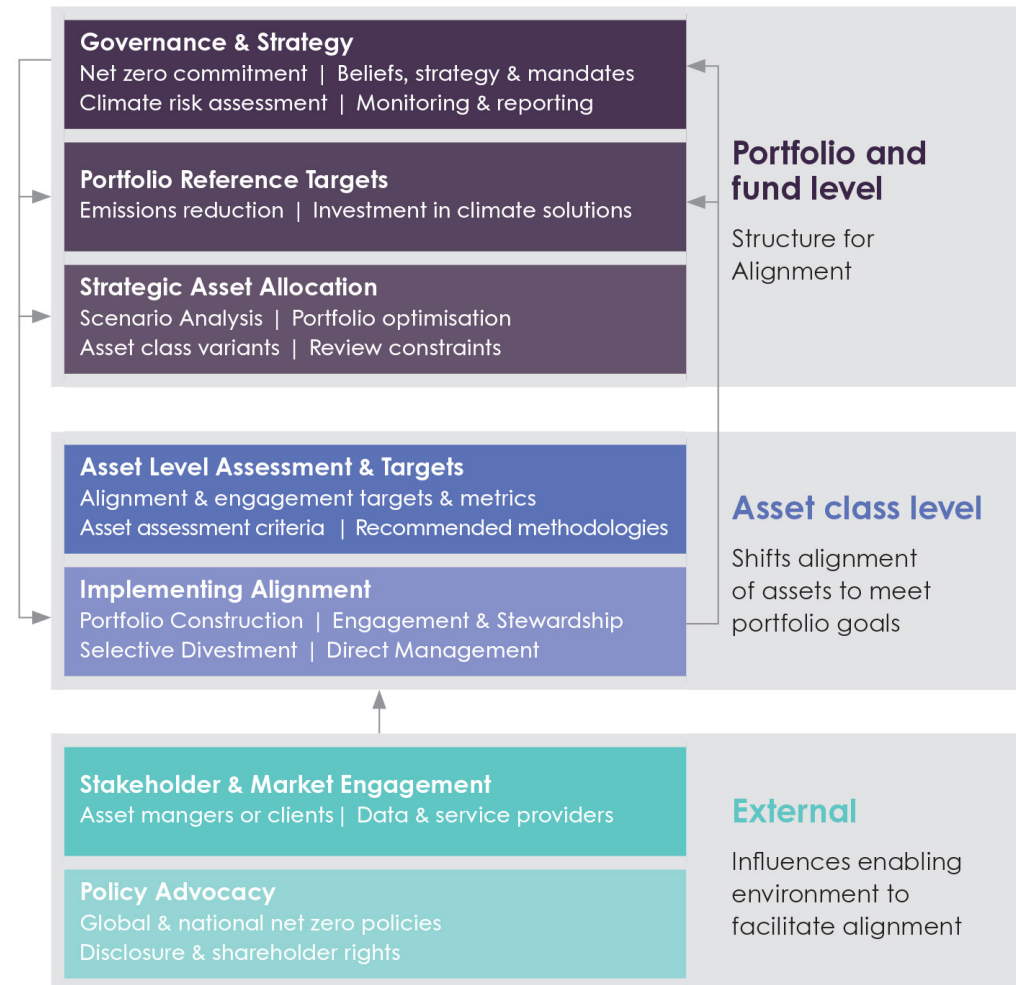 Governance & Strategy
Net zero commitment | Beliefs, strategy & mandates
Climate risk assessment | Monitoring & reporting
Portfolio Reference Targets
Emissions reduction | Investment in climate solutions
Strategic Asset Allocation
Scenario Analysis | Portfolio optimisation
Asset class variants | Review constraints
Portfolio and
fund level
Structure for
Alignment
Asset Level Assessment & Targets
Alignment & engagement targets & metrics
Asset assessment criteria | Recommended methodologies
Implementing Alignment
Portfolio Construction | Engagement & Stewardship
Selective Divestment | Direct Management
Asset class level
Shifts alignment
of assets to meet
portfolio goals
Stakeholder & Market Engagement
Asset mangers or clients | Data & service providers
Policy Advocacy
Global & national net zero policies
Disclosure & shareholder rights
External
Influences enabling
environment to
facilitate alignment